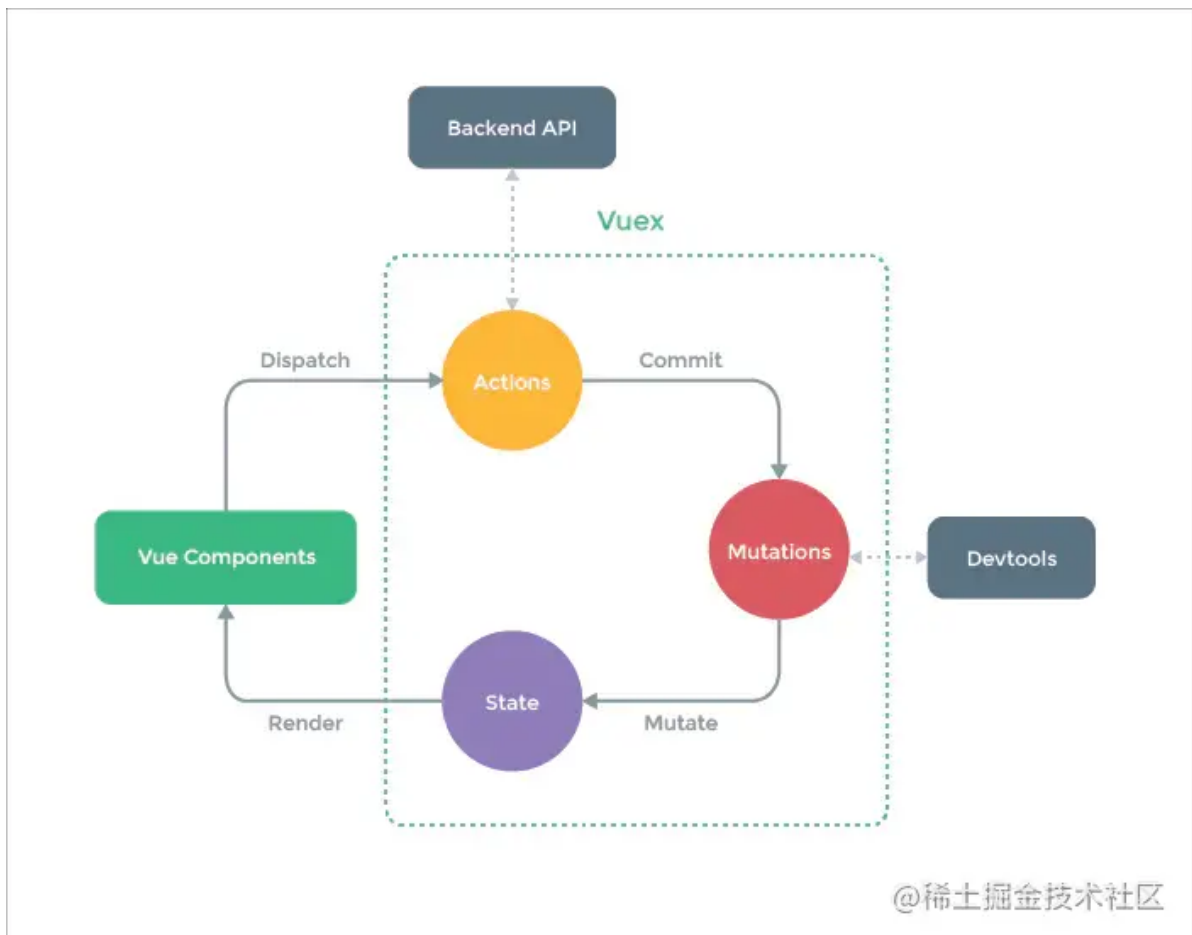 Backend API
Vuex
Dispatch
Commit
Actions
Vue Components
Mutations
Devtools
State
Render
Mutate
@稀土掘金技术社区